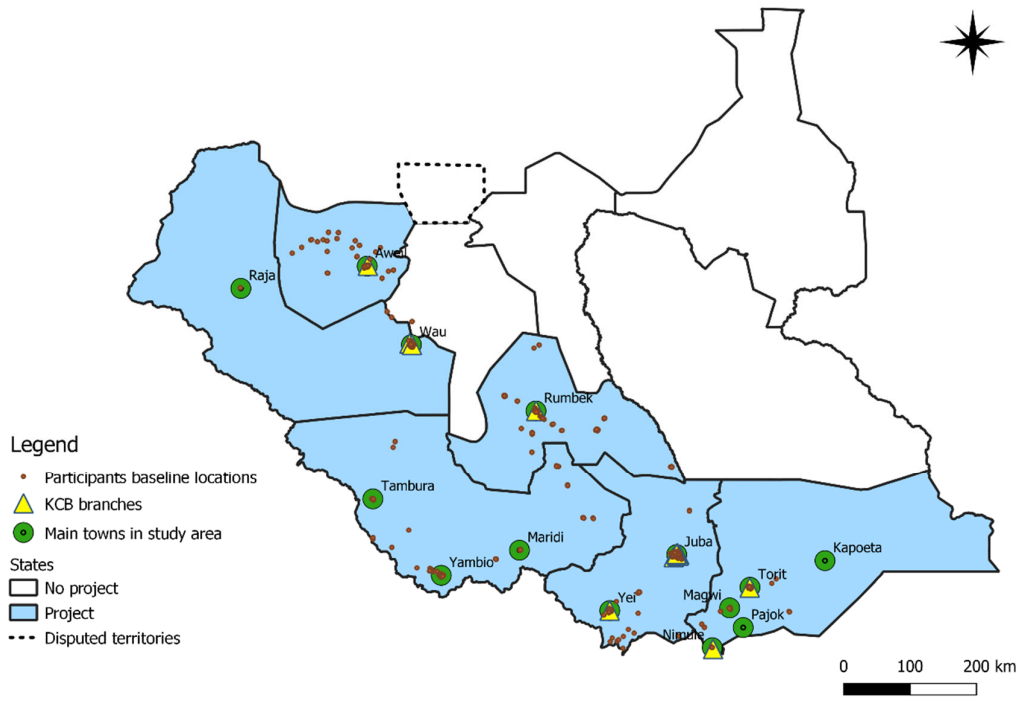 Aweil
Raja
Wau
Rumbek
Legend
Participants baseline locations
KCB branches
Main towns in study area
States
No project
Project
Disputed territories
Tambura
Maridi
Yambio
Juba
Kapoeta
Torit
Yei
Magwi
Pajok
Nimule
0 100 200 km